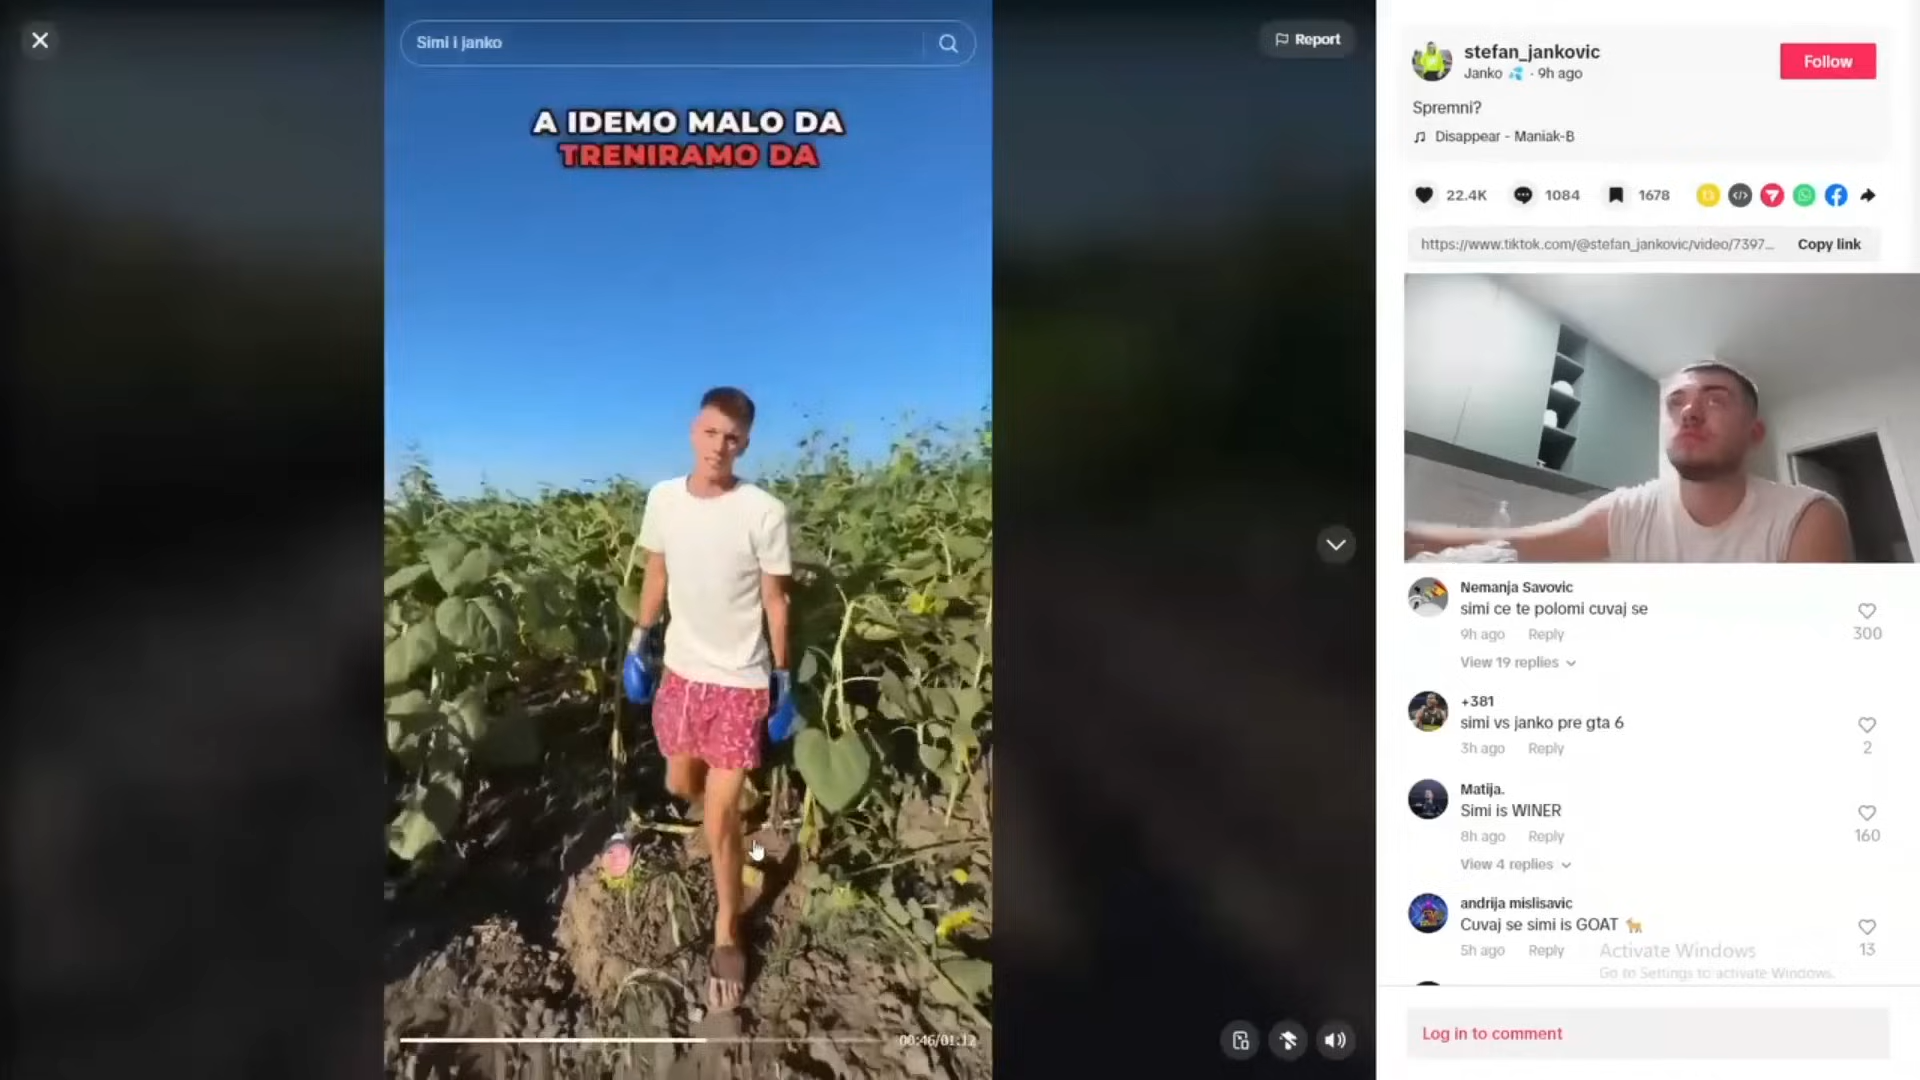 Simi i janko
Report
A IDEMO MALO DA
TRENIRAMO DA
00:46/01:12
stefan_jankovic
Janko 💦 · 9h ago
Follow
Spremni?
Disappear - Maniak-B
22.4K
1084
1678
https://www.tiktok.com/@stefan_jankovic/video/7397...
Copy link
Nemanja Savovic
simi ce te polomi cuvaj se
9h ago Reply
300
View 19 replies
+381
simi vs janko pre gta 6
3h ago Reply
2
Matija.
Simi is WINER
8h ago Reply
160
View 4 replies
andrija mislisavic
Cuvaj se simi is GOAT 🐐
5h ago Reply
13
Activate Windows
Go to Settings to activate Windows.
Log in to comment